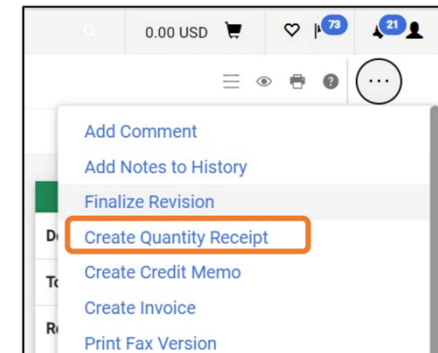 0.00 USD 73 21
?
...
Add Comment
Add Notes to History
Finalize Revision
Create Quantity Receipt
Create Credit Memo
Create Invoice
Print Fax Version